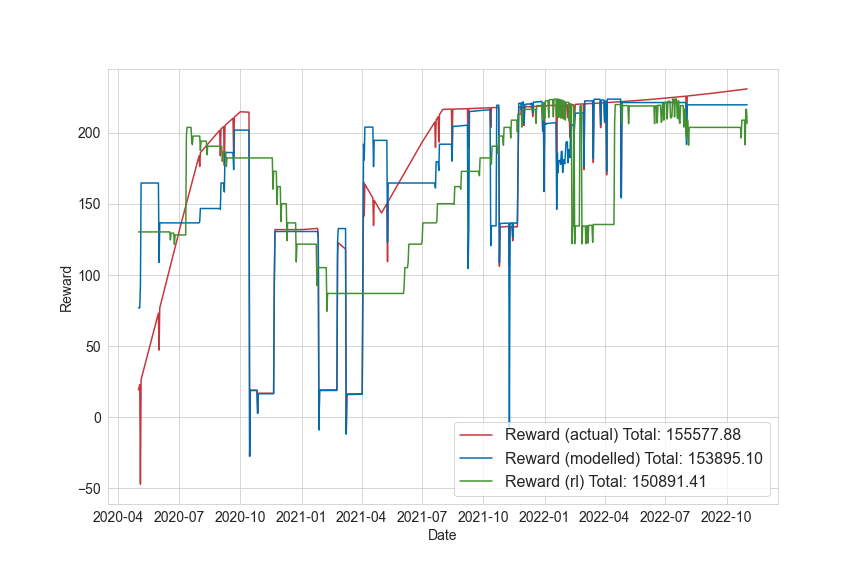 200
150
100
50
0
−50
Reward
Reward (actual) Total: 155577.88
Reward (modelled) Total: 153895.10
Reward (rl) Total: 150891.41
2020-04 2020-07 2020-10 2021-01 2021-04 2021-07 2021-10 2022-01 2022-04 2022-07 2022-10
Date